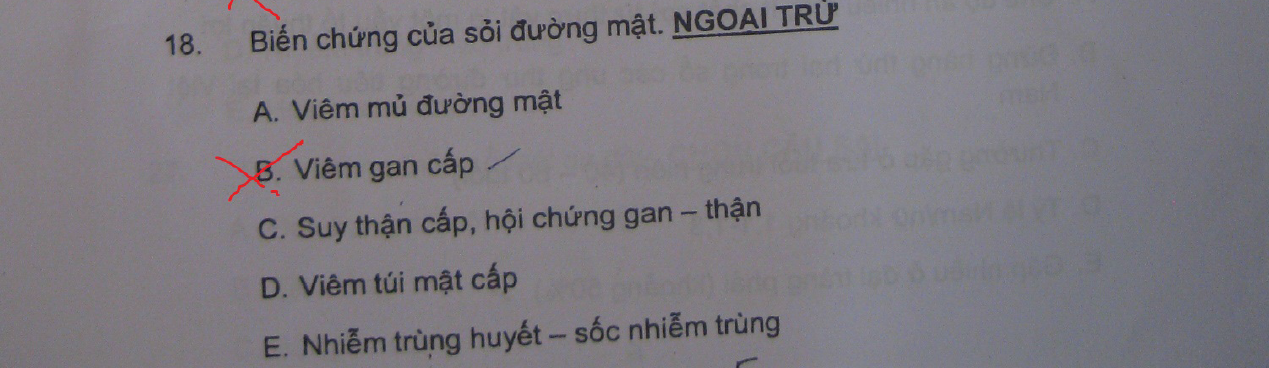 18. Biến chứng của sỏi đường mật. NGOẠI TRỪ
A. Viêm mủ đường mật
B. Viêm gan cấp
C. Suy thận cấp, hội chứng gan – thận
D. Viêm túi mật cấp
E. Nhiễm trùng huyết – sốc nhiễm trùng